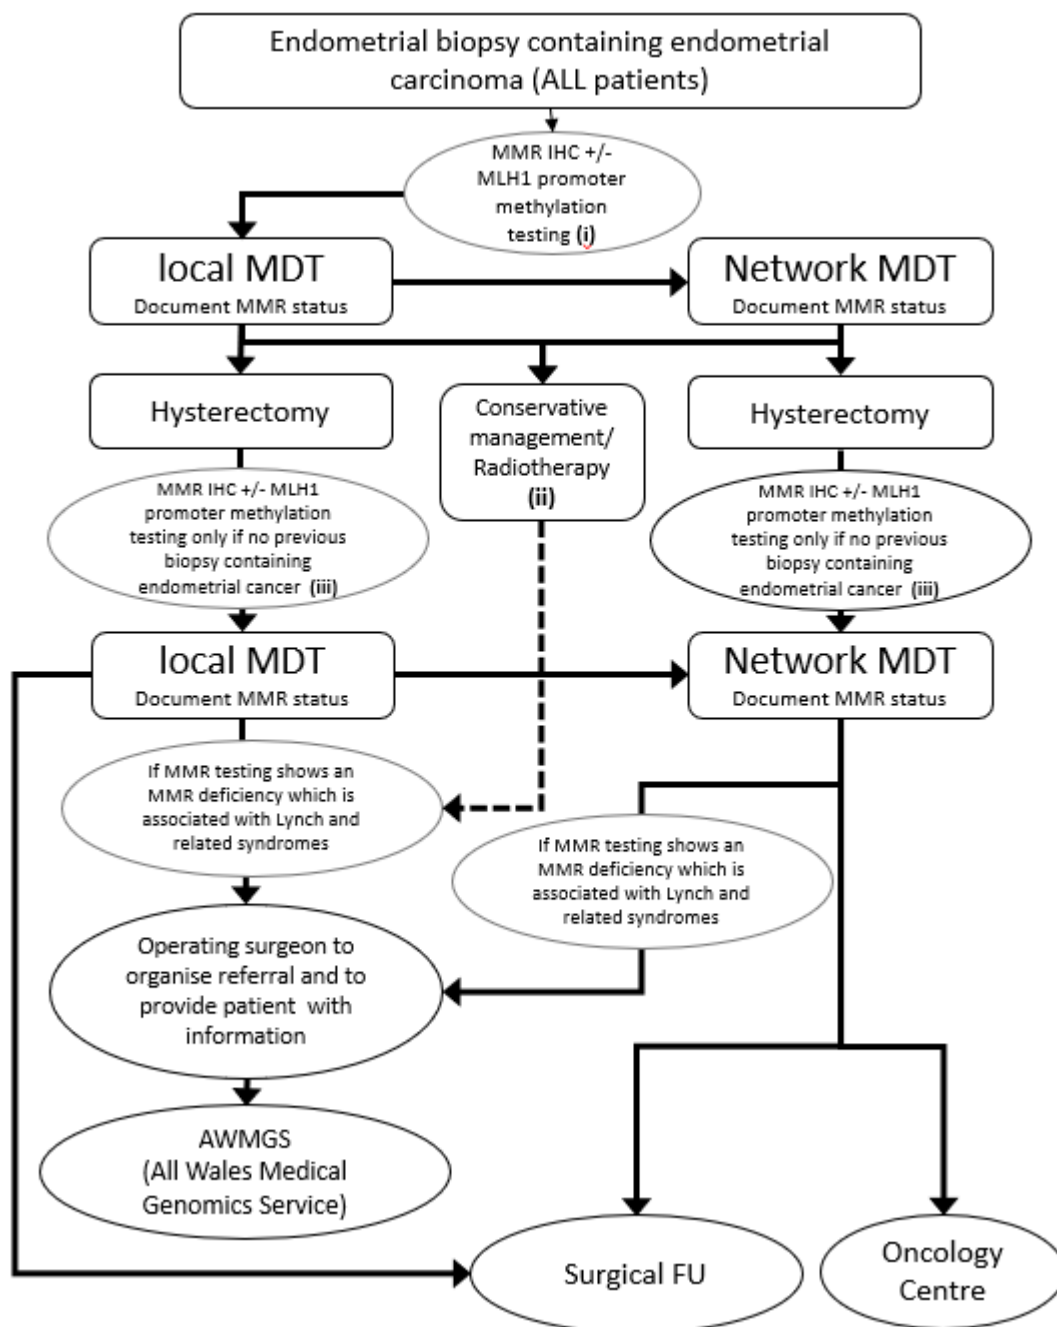 Endometrial biopsy containing endometrial
carcinoma (ALL patients)
MMR IHC +/-
MLH1 promoter
methylation
testing (i)
local MDT
Document MMR status
Network MDT
Document MMR status
Hysterectomy
Conservative
management/
Radiotherapy
(ii)
Hysterectomy
MMR IHC +/- MLH1
promoter methylation
testing only if no previous
biopsy containing
endometrial cancer (iii)
MMR IHC +/- MLH1
promoter methylation
testing only if no previous
biopsy containing
endometrial cancer (iii)
local MDT
Document MMR status
Network MDT
Document MMR status
If MMR testing shows an
MMR deficiency which is
associated with Lynch and
related syndromes
If MMR testing shows an
MMR deficiency which is
associated with Lynch and
related syndromes
Operating surgeon to
organise referral and to
provide patient with
information
AWMGS
(All Wales Medical
Genomics Service)
Surgical FU
Oncology
Centre